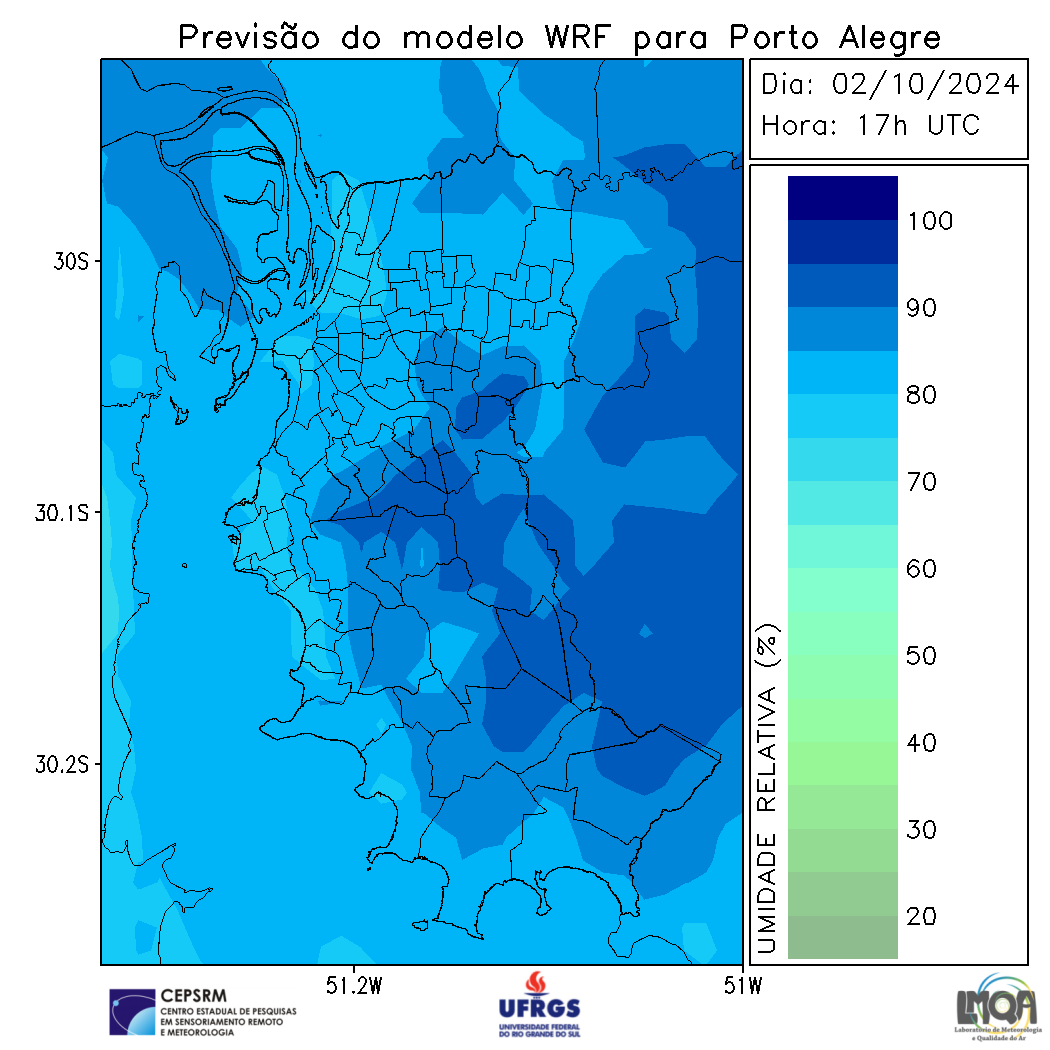 Previsão do modelo WRF para Porto Alegre
Dia: 02/10/2024
Hora: 17h UTC
30S
30.1S
30.2S
51.2W
51W
100
90
80
70
60
50
40
30
20
UMIDADE RELATIVA (%)
CEPSRM
CENTRO ESTADUAL DE PESQUISAS
EM SENSORIAMENTO REMOTO
E METEOROLOGIA
UFRGS
UNIVERSIDADE FEDERAL
DO RIO GRANDE DO SUL
LMQA
Laboratório de Meteorologia
e Qualidade do Ar